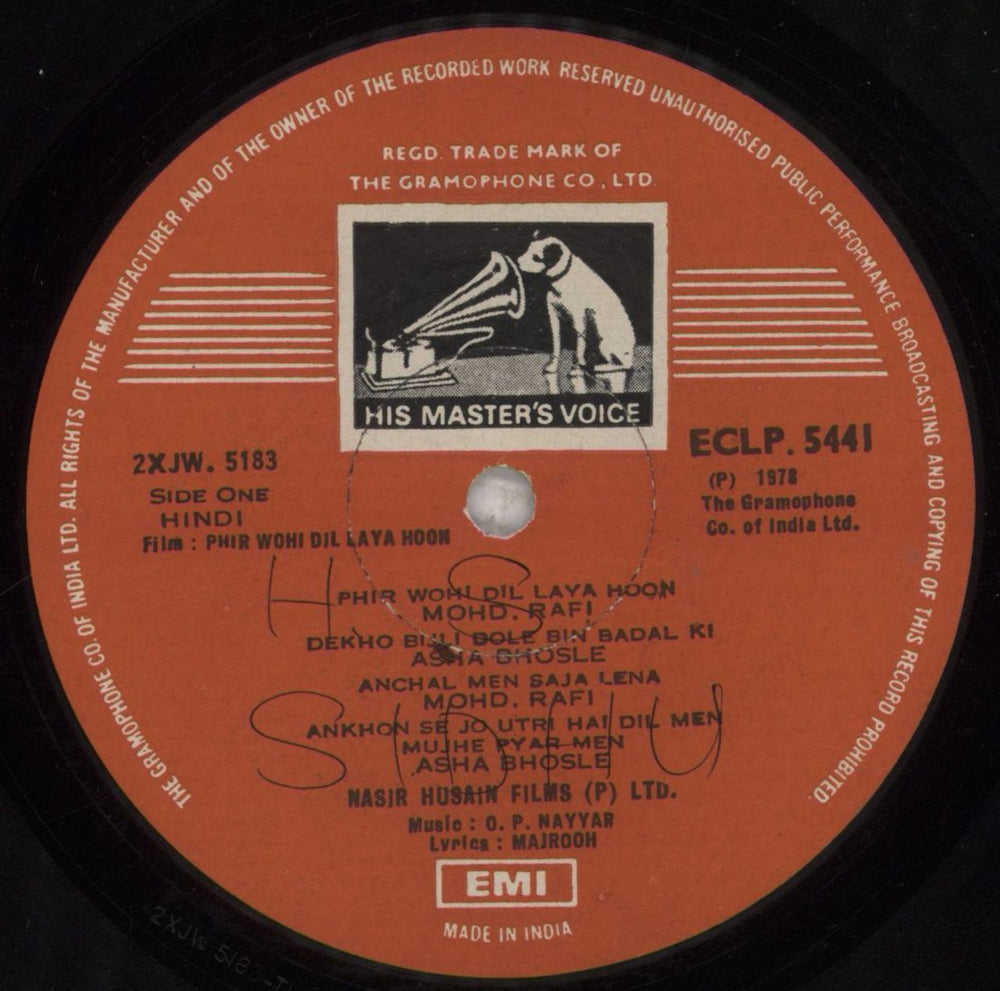 THE GRAMOPHONE CO. OF INDIA LTD. ALL RIGHTS OF THE MANUFACTURER AND OF THE OWNER OF THE RECORDED WORK RESERVED UNAUTHORISED PUBLIC PERFORMANCE BROADCASTING AND COPYING OF THIS RECORD PROHIBITED.
REGD. TRADE MARK OF
THE GRAMOPHONE CO., LTD.
HIS MASTER'S VOICE
2XJW. 5183
SIDE ONE
HINDI
Film : PHIR WOHI DIL LAYA HOON
ECLP. 5441
(P) 1978
The Gramophone
Co. of India Ltd.
PHIR WOHI DIL LAYA HOON
MOHD. RAFI
DEKHO BIJLI DOLE BIN BADAL KI
ASHA BHOSLE
ANCHAL MEN SAJA LENA
MOHD. RAFI
ANKHON SE JO UTRI HAI DIL MEN
MUJHE PYAR MEN
ASHA BHOSLE
H. S
SIDHU
NASIR HUSAIN FILMS (P) LTD.
Music : O. P. NAYYAR
Lyrics : MAJROOH
EMI
MADE IN INDIA
2XJW 518